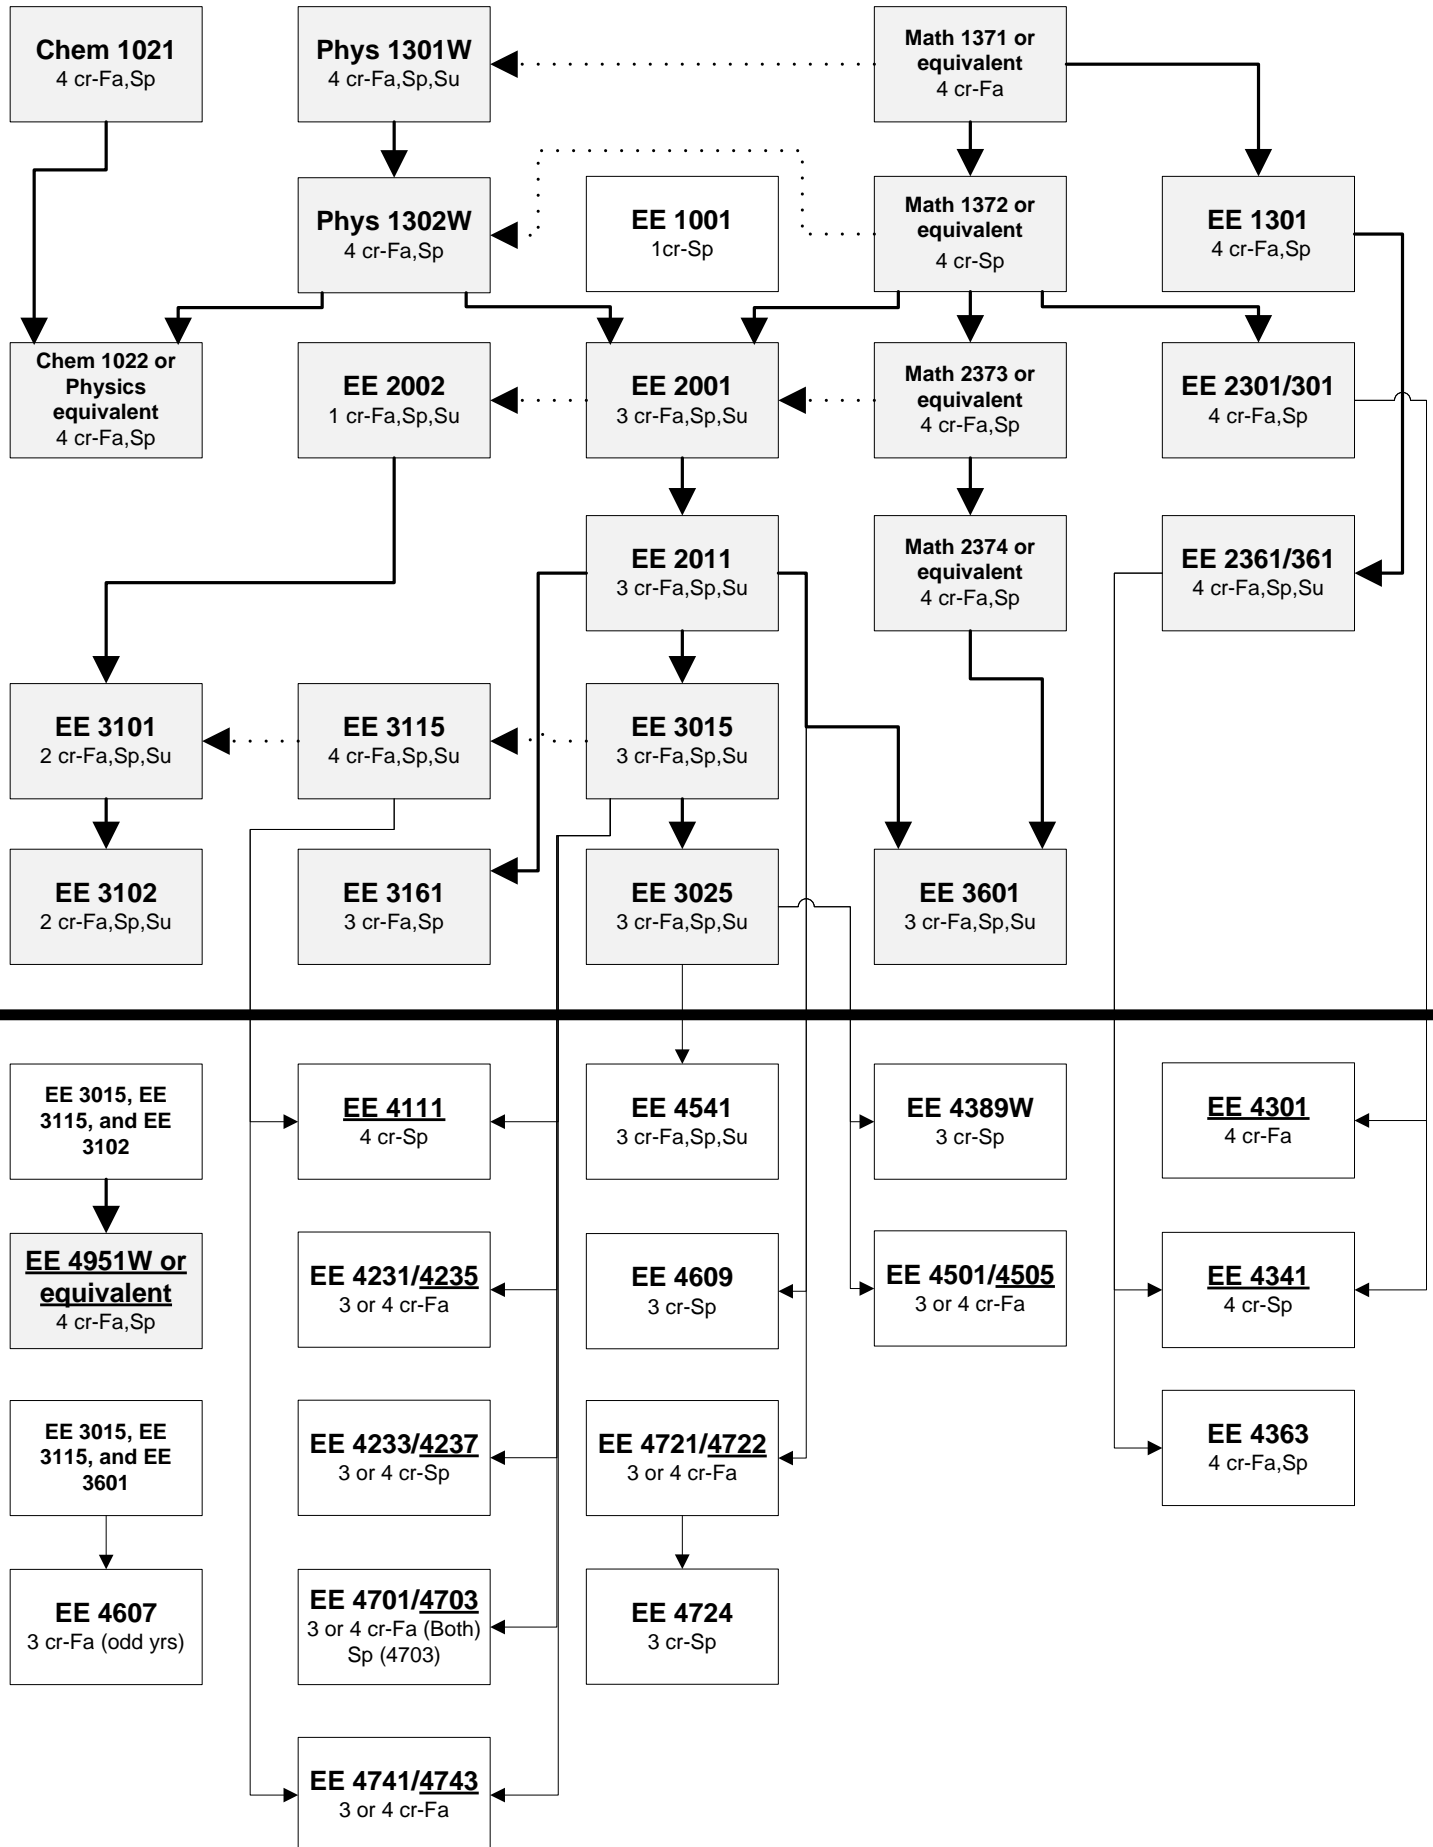 Chem 1021
4 cr-Fa,Sp
Phys 1301W
4 cr-Fa,Sp,Su
Math 1371 or
equivalent
4 cr-Fa
Phys 1302W
4 cr-Fa,Sp
EE 1001
1cr-Sp
Math 1372 or
equivalent
4 cr-Sp
EE 1301
4 cr-Fa,Sp
Chem 1022 or
Physics
equivalent
4 cr-Fa,Sp
EE 2002
1 cr-Fa,Sp,Su
EE 2001
3 cr-Fa,Sp,Su
Math 2373 or
equivalent
4 cr-Fa,Sp
EE 2301/301
4 cr-Fa,Sp
EE 2011
3 cr-Fa,Sp,Su
Math 2374 or
equivalent
4 cr-Fa,Sp
EE 2361/361
4 cr-Fa,Sp,Su
EE 3101
2 cr-Fa,Sp,Su
EE 3115
4 cr-Fa,Sp,Su
EE 3015
3 cr-Fa,Sp,Su
EE 3102
2 cr-Fa,Sp,Su
EE 3161
3 cr-Fa,Sp
EE 3025
3 cr-Fa,Sp,Su
EE 3601
3 cr-Fa,Sp,Su
EE 3015, EE
3115, and EE
3102
EE 4111
4 cr-Sp
EE 4541
3 cr-Fa,Sp,Su
EE 4389W
3 cr-Sp
EE 4301
4 cr-Fa
EE 4951W or
equivalent
4 cr-Fa,Sp
EE 4231/4235
3 or 4 cr-Fa
EE 4609
3 cr-Sp
EE 4501/4505
3 or 4 cr-Fa
EE 4341
4 cr-Sp
EE 3015, EE
3115, and EE
3601
EE 4233/4237
3 or 4 cr-Sp
EE 4721/4722
3 or 4 cr-Fa
EE 4363
4 cr-Fa,Sp
EE 4607
3 cr-Fa (odd yrs)
EE 4701/4703
3 or 4 cr-Fa (Both)
Sp (4703)
EE 4724
3 cr-Sp
EE 4741/4743
3 or 4 cr-Fa